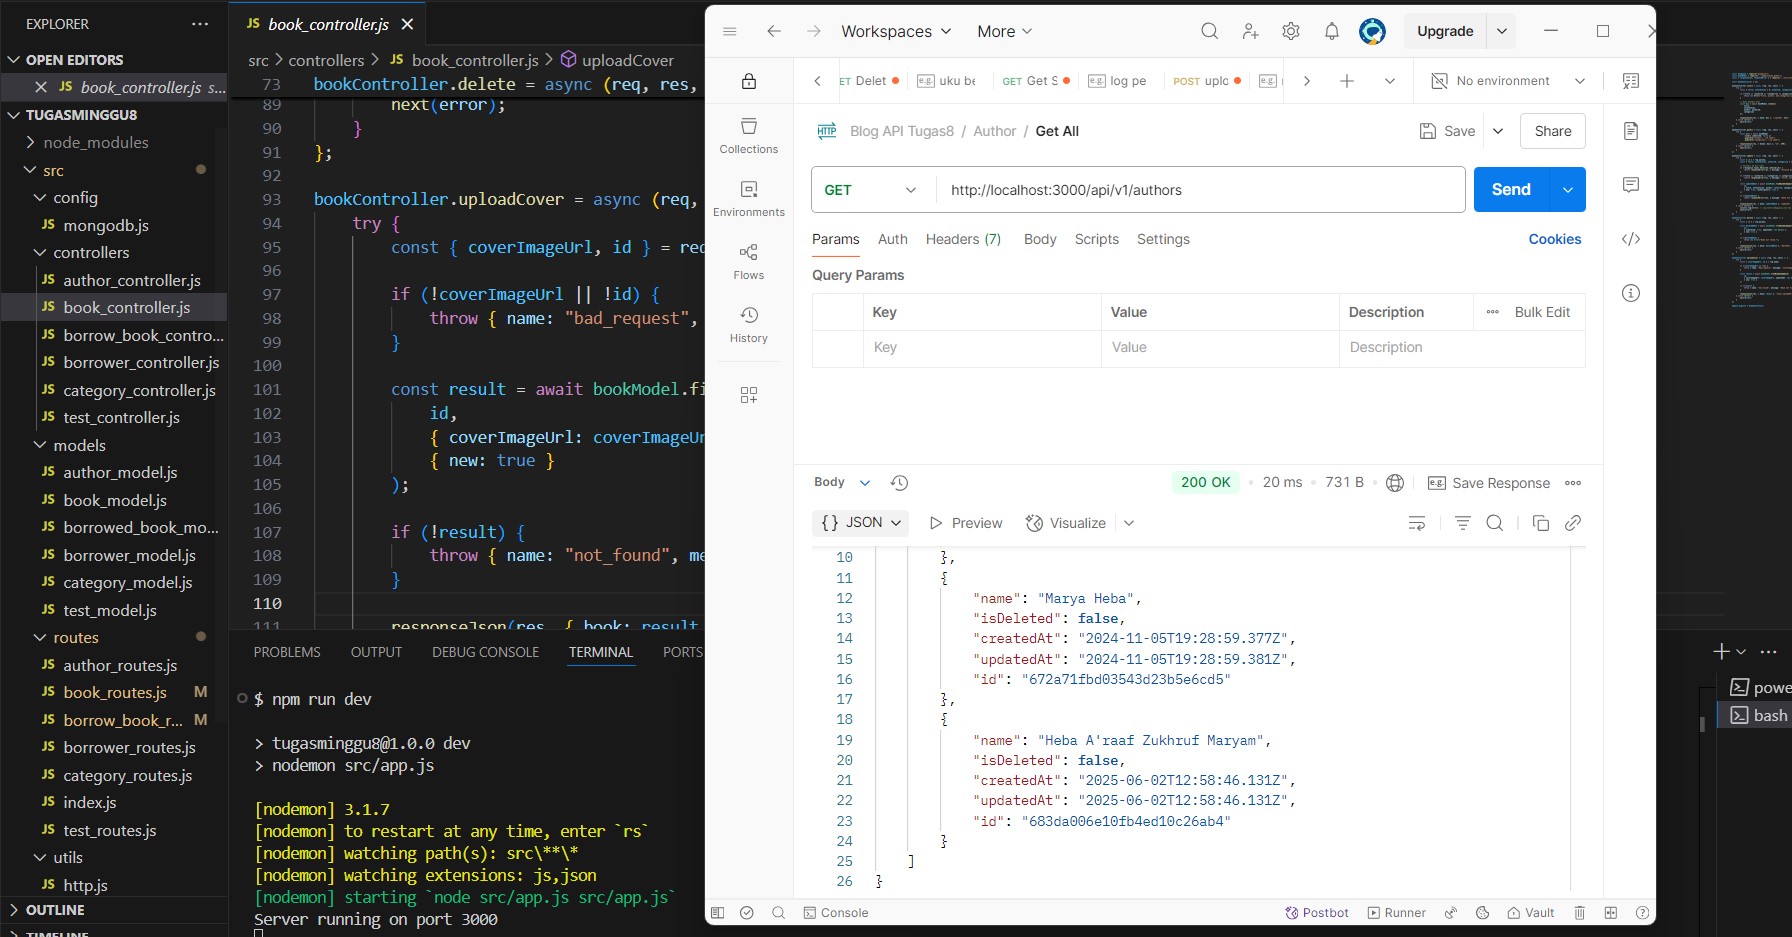 EXPLORER
OPEN EDITORS
book_controller.js s...
TUGASMINGGU8
node_modules
src
config
mongodb.js
controllers
JS author_controller.js
JS book_controller.js
JS borrow_book_contro...
JS borrower_controller.js
JS category_controller.js
JS test_controller.js
models
JS author_model.js
JS book_model.js
JS borrowed_book_mo...
JS borrower_model.js
JS category_model.js
JS test_model.js
routes
JS author_routes.js
JS book_routes.js M
JS borrow_book_r... M
JS borrower_routes.js
JS category_routes.js
JS index.js
JS test_routes.js
utils
JS http.js
OUTLINE
TIMELINE
JS book_controller.js
src > controllers > JS book_controller.js > uploadCover
73 bookController.delete = async (req, res,
89 next(error);
90 }
91 };
92
93 bookController.uploadCover = async (req,
94 try {
95 const { coverImageUrl, id } = req
96
97 if (!coverImageUrl || !id) {
98 throw { name: "bad_request",
99 }
100
101 const result = await bookModel.fi
102 id,
103 { coverImageUrl: coverImageUr
104 { new: true }
105 );
106
107 if (!result) {
108 throw { name: "not_found", me
109 }
110
111 responseJson(res, { book: result
PROBLEMS OUTPUT DEBUG CONSOLE TERMINAL PORTS
$ npm run dev
> tugasminggu8@1.0.0 dev
> nodemon src/app.js
[nodemon] 3.1.7
[nodemon] to restart at any time, enter `rs`
[nodemon] watching path(s): src\**\*
[nodemon] watching extensions: js,json
[nodemon] starting `node src/app.js src/app.js`
Server running on port 3000
powe
bash
Workspaces More Upgrade
ET Delet e.g. uku be GET Get S e.g. log pe POST uplo e.g. No environment
Collections
Environments
Flows
History
HTTP Blog API Tugas8 / Author / Get All Save Share
GET http://localhost:3000/api/v1/authors Send
Params Auth Headers (7) Body Scripts Settings Cookies
Query Params
Key Value Description Bulk Edit
Key Value Description
Body 200 OK 20 ms 731 B e.g. Save Response
{} JSON Preview Visualize
10 },
11 {
12 "name": "Marya Heba",
13 "isDeleted": false,
14 "createdAt": "2024-11-05T19:28:59.377Z",
15 "updatedAt": "2024-11-05T19:28:59.381Z",
16 "id": "672a71fbd03543d23b5e6cd5"
17 },
18 {
19 "name": "Heba A'raaf Zukhruf Maryam",
20 "isDeleted": false,
21 "createdAt": "2025-06-02T12:58:46.131Z",
22 "updatedAt": "2025-06-02T12:58:46.131Z",
23 "id": "683da006e10fb4ed10c26ab4"
24 }
25 ]
26 }
Console Postbot Runner Vault